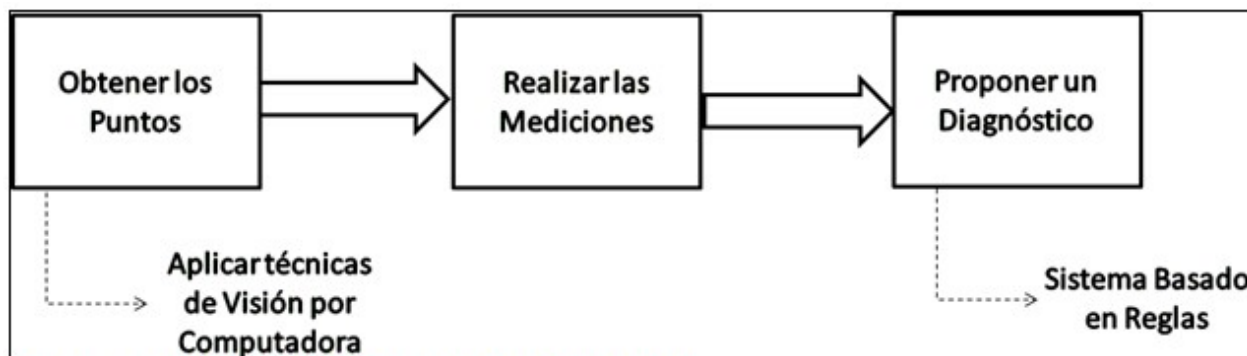 Obtener los
Puntos
Realizar las
Mediciones
Proponer un
Diagnóstico
Aplicar técnicas
de Visión por
Computadora
Sistema Basado
en Reglas